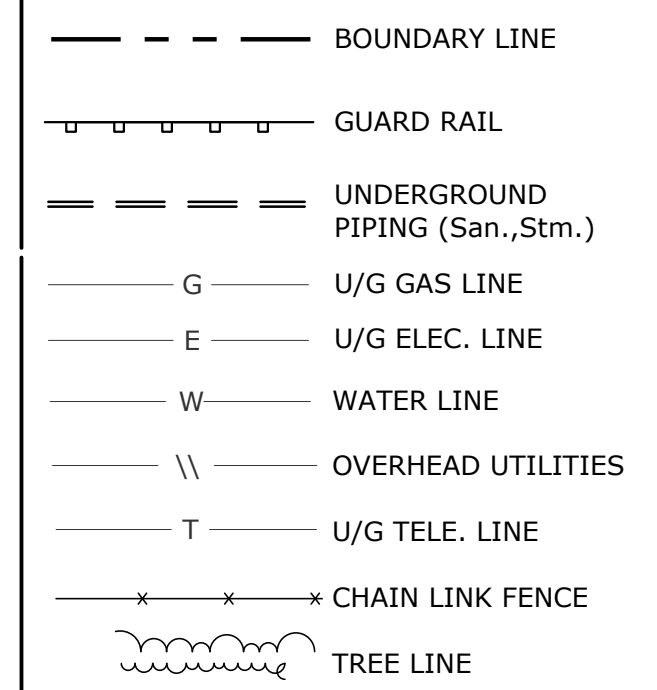 BOUNDARY LINE
GUARD RAIL
UNDERGROUND
PIPING (San.,Stm.)
G U/G GAS LINE
E U/G ELEC. LINE
W WATER LINE
\\ OVERHEAD UTILITIES
T U/G TELE. LINE
CHAIN LINK FENCE
TREE LINE